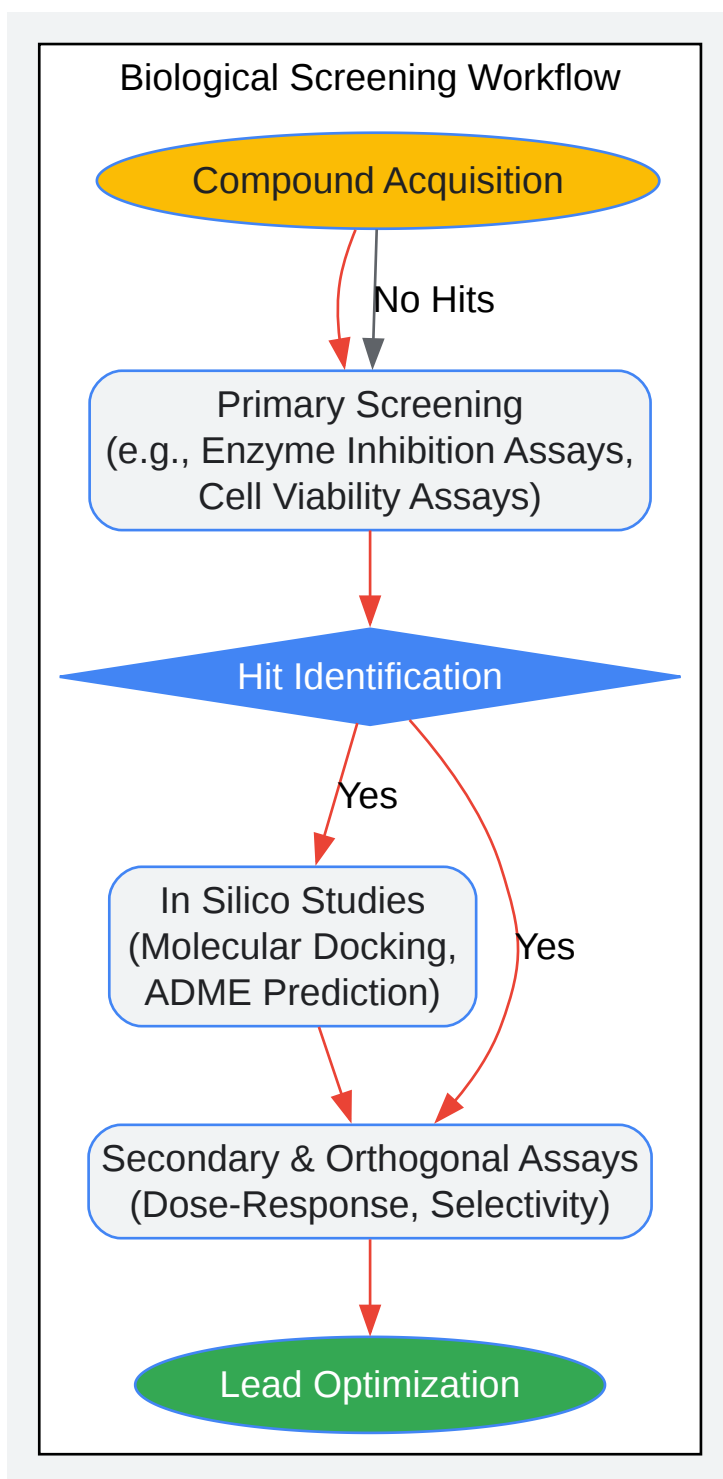 Biological Screening Workflow
Compound Acquisition
No Hits
Primary Screening
(e.g., Enzyme Inhibition Assays,
Cell Viability Assays)
Hit Identification
Yes
In Silico Studies
(Molecular Docking,
ADME Prediction)
Yes
Secondary & Orthogonal Assays
(Dose-Response, Selectivity)
Lead Optimization